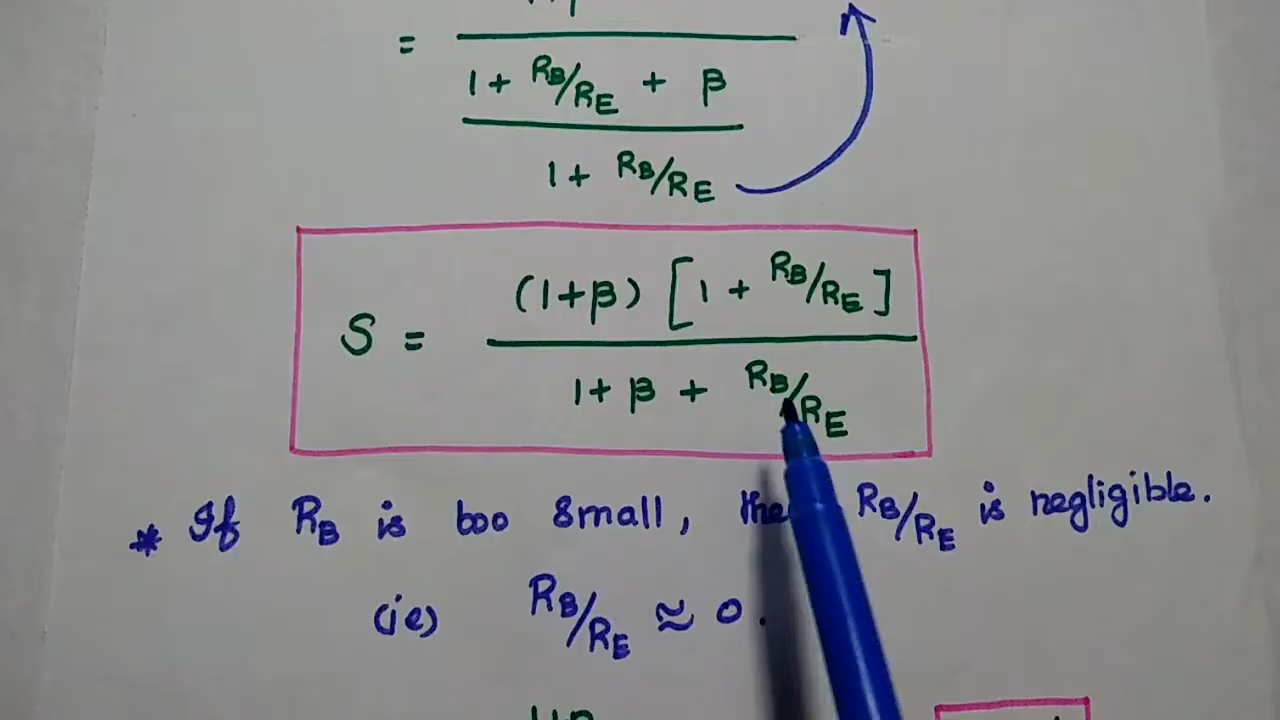 =
1 + RB/RE + β
1 + RB/RE
S = (1+β) [1 + RB/RE]
1 + β + RB/RE
* If RB is too small, the RB/RE is negligible.
(ie) RB/RE ≈ 0.